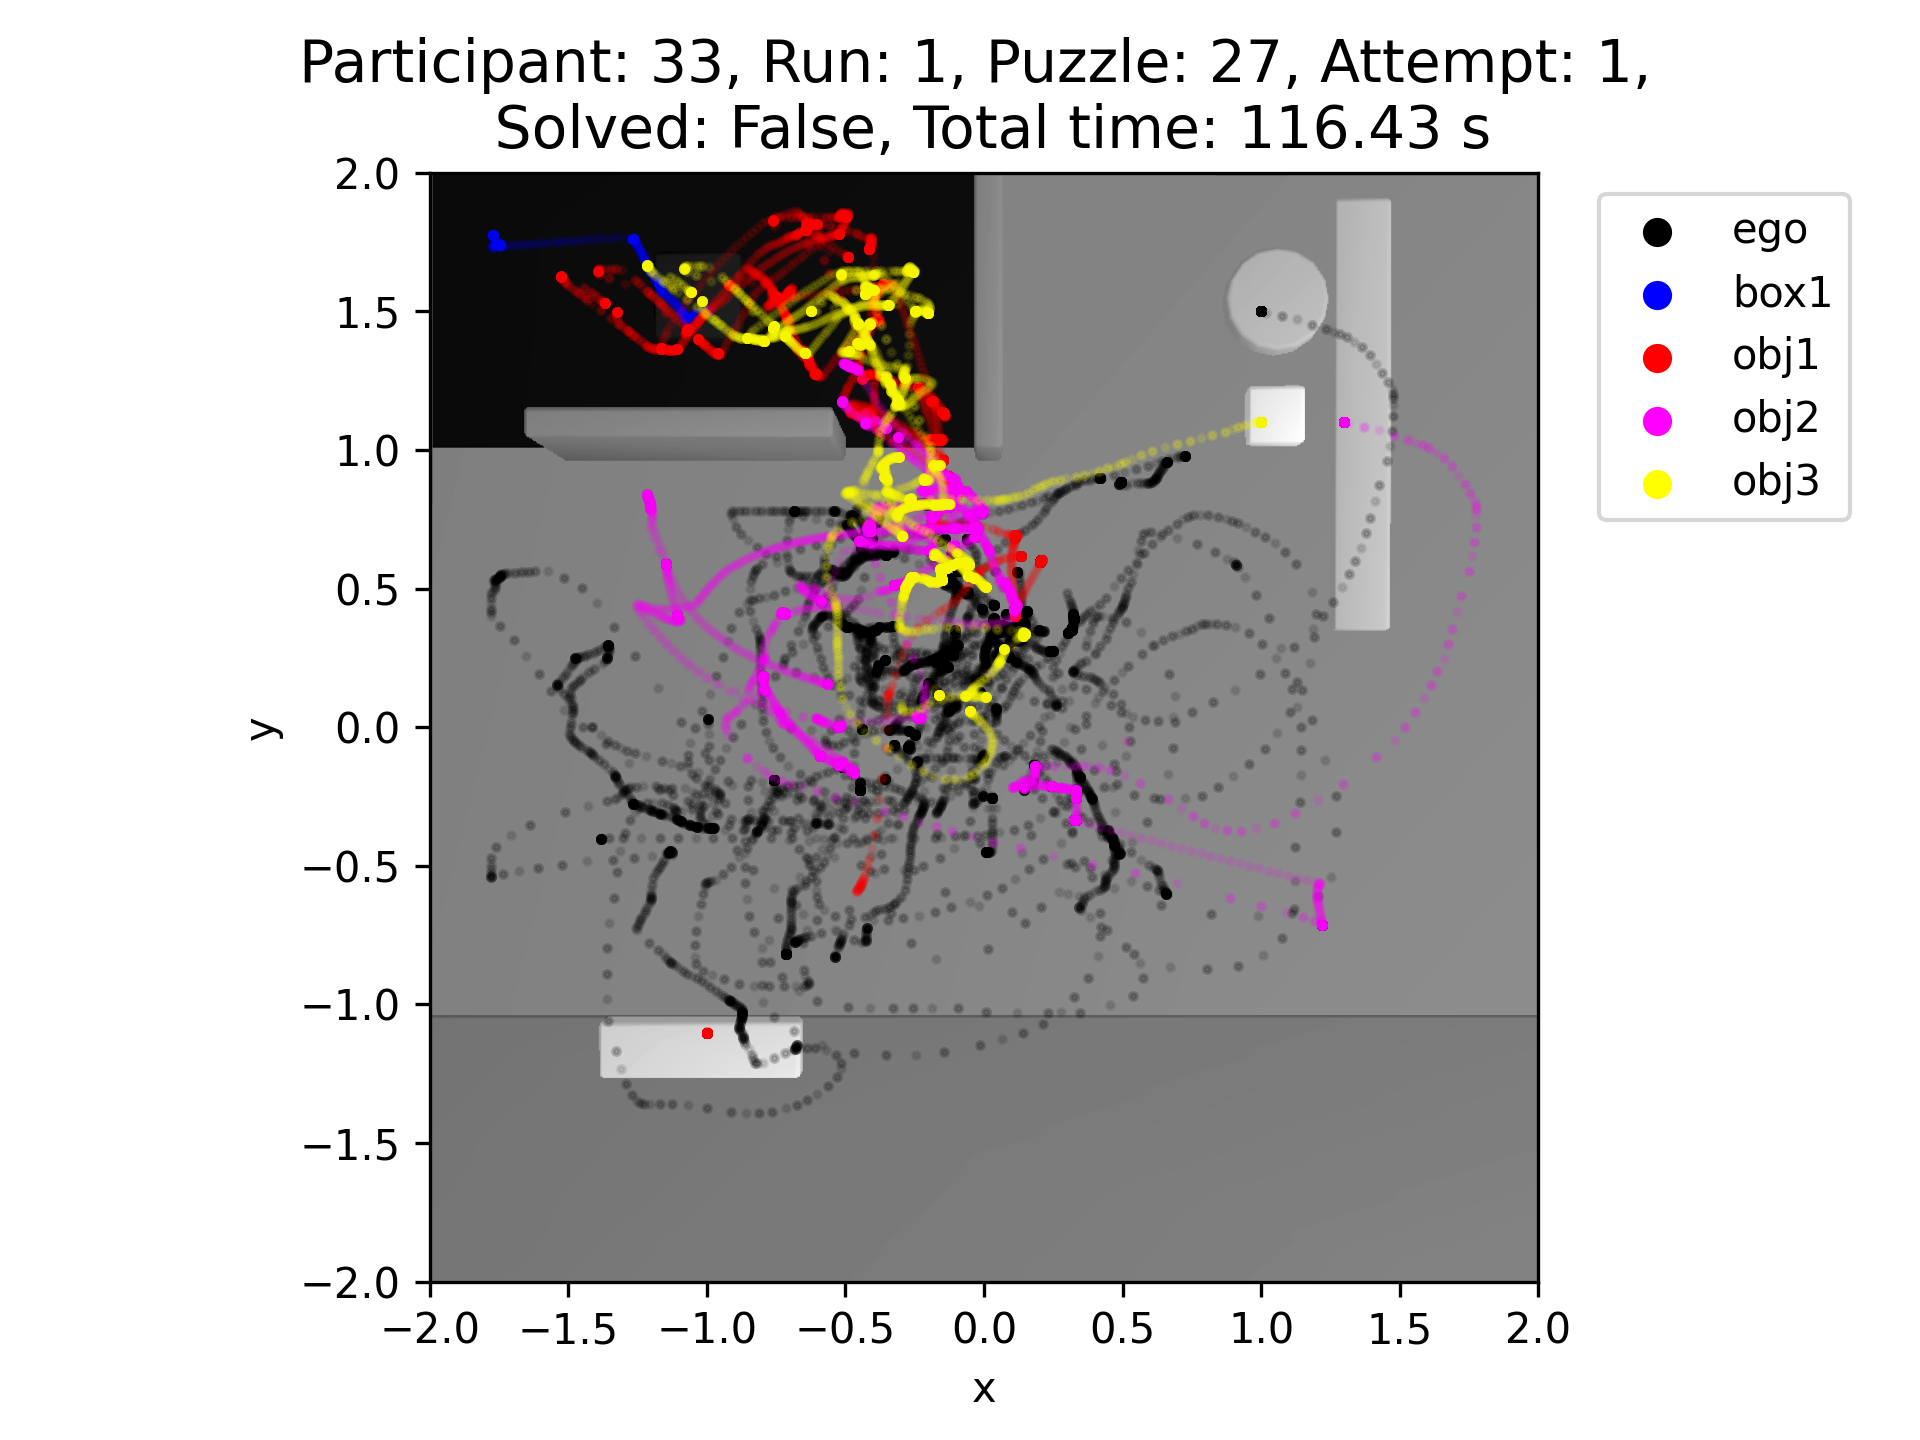 Participant: 33, Run: 1, Puzzle: 27, Attempt: 1,
Solved: False, Total time: 116.43 s
2.0
1.5
1.0
0.5
0.0
−0.5
−1.0
−1.5
−2.0
y
−2.0 −1.5 −1.0 −0.5 0.0 0.5 1.0 1.5 2.0
x
ego
box1
obj1
obj2
obj3